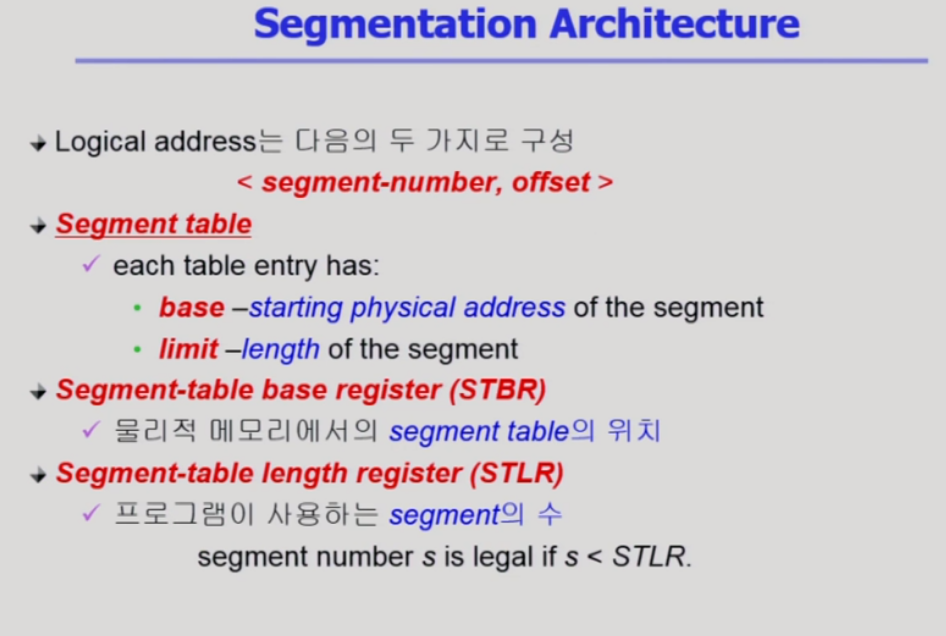 Segmentation Architecture
Logical address는 다음의 두 가지로 구성
< segment-number, offset >
Segment table
✓ each table entry has:
• base –starting physical address of the segment
• limit –length of the segment
Segment-table base register (STBR)
✓ 물리적 메모리에서의 segment table의 위치
Segment-table length register (STLR)
✓ 프로그램이 사용하는 segment의 수
segment number s is legal if s < STLR.